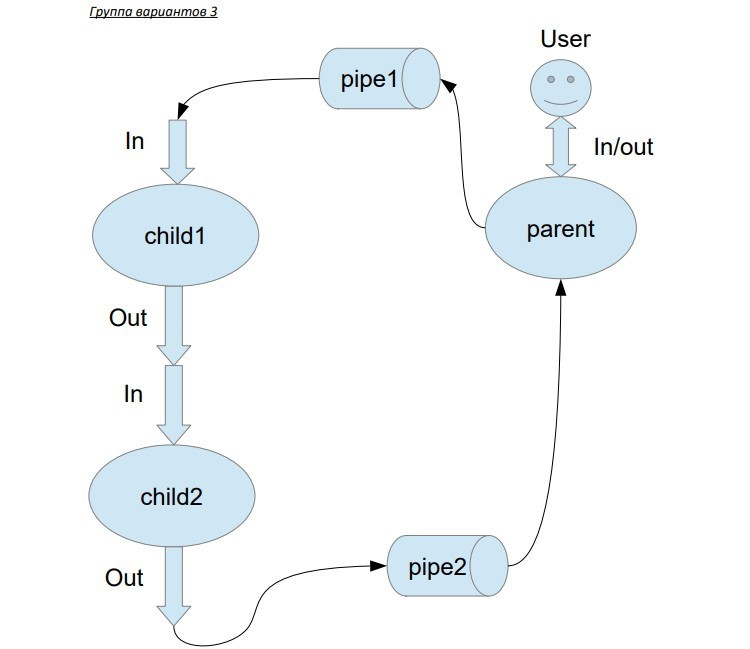 Группа вариантов 3
User
pipe1
In
In/out
child1
parent
Out
In
child2
Out
pipe2